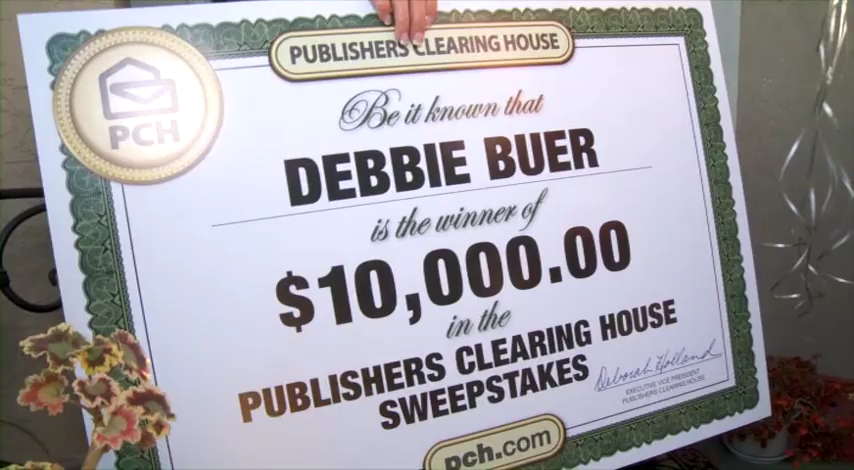 PUBLISHERS CLEARING HOUSE
PCH
Be it known that
DEBBIE BUER
is the winner of
$10,000.00
in the
PUBLISHERS CLEARING HOUSE
SWEEPSTAKES
Deborah Holland
EXECUTIVE VICE PRESIDENT
PUBLISHERS CLEARING HOUSE
pch.com